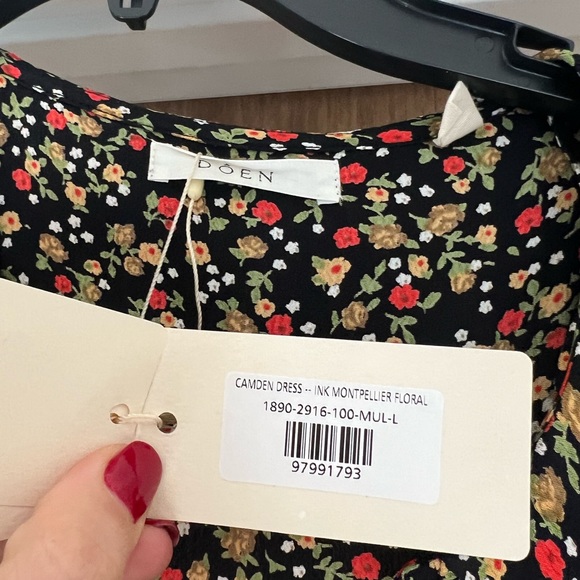 DÔEN
CAMDEN DRESS -- INK MONTPELLIER FLORAL
1890-2916-100-MUL-L
97991793